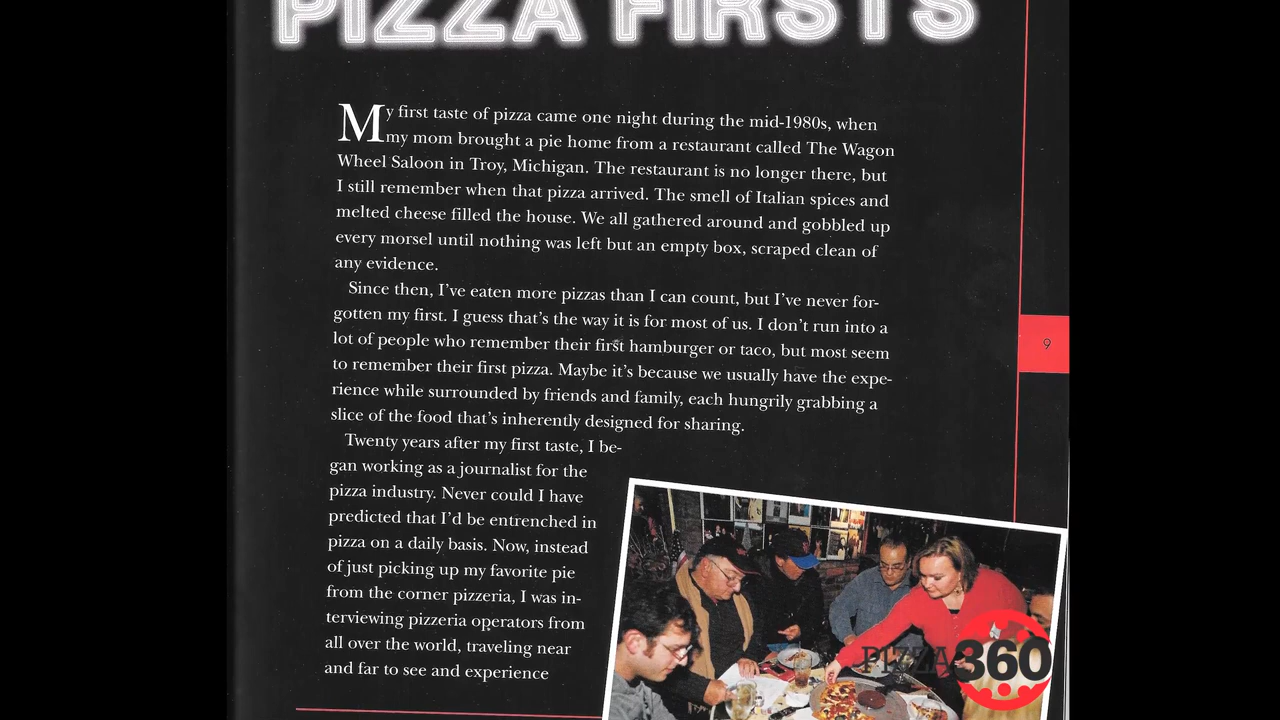 PIZZA FIRSTS
My first taste of pizza came one night during the mid-1980s, when
my mom brought a pie home from a restaurant called The Wagon
Wheel Saloon in Troy, Michigan. The restaurant is no longer there, but
I still remember when that pizza arrived. The smell of Italian spices and
melted cheese filled the house. We all gathered around and gobbled up
every morsel until nothing was left but an empty box, scraped clean of
any evidence.
Since then, I've eaten more pizzas than I can count, but I've never for-
gotten my first. I guess that's the way it is for most of us. I don't run into a
lot of people who remember their first hamburger or taco, but most seem
to remember their first pizza. Maybe it's because we usually have the expe-
rience while surrounded by friends and family, each hungrily grabbing a
slice of the food that's inherently designed for sharing.
Twenty years after my first taste, I be-
gan working as a journalist for the
pizza industry. Never could I have
predicted that I'd be entrenched in
pizza on a daily basis. Now, instead
of just picking up my favorite pie
from the corner pizzeria, I was in-
terviewing pizzeria operators from
all over the world, traveling near
and far to see and experience
9
PIZZA360